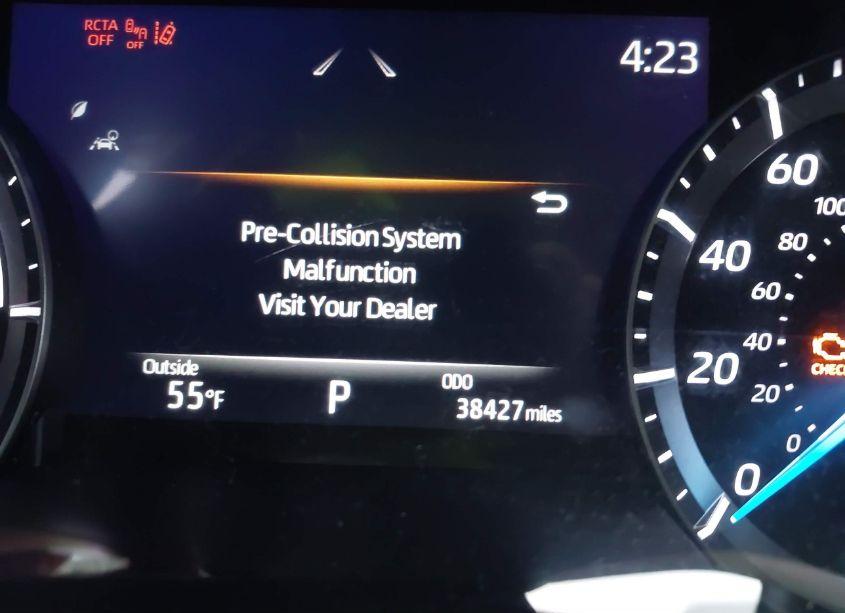 RCTA
OFF
OFF
4:23
Pre-Collision System
Malfunction
Visit Your Dealer
Outside
55°F
P
ODO
38427 miles
60
40
20
0
100
80
60
40
20
0
CHECK